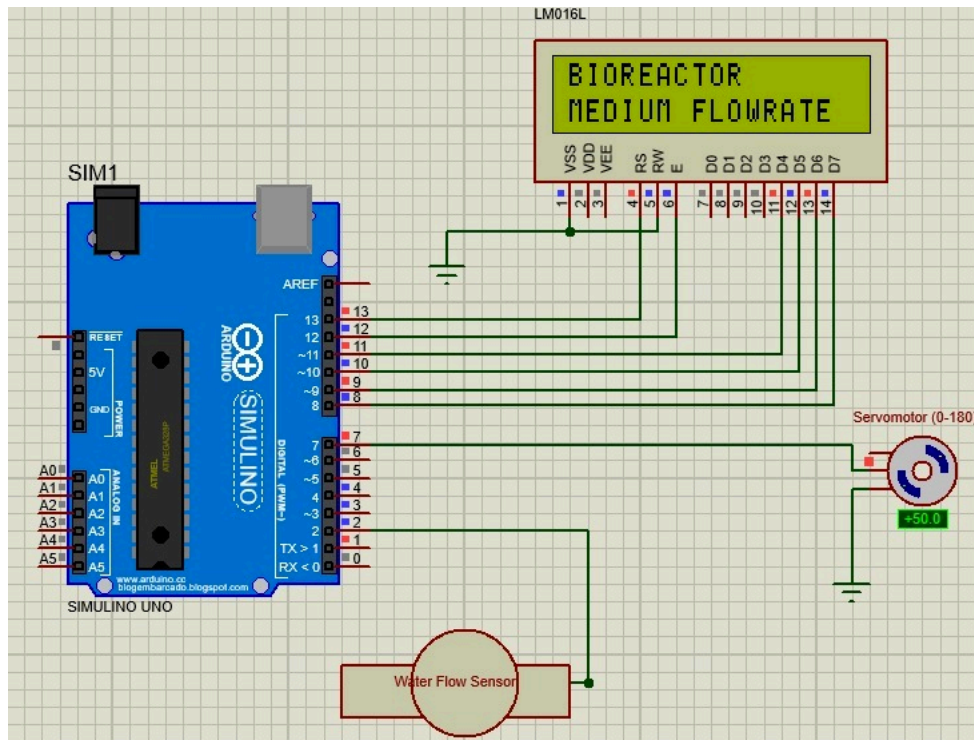 LM016L
BIOREACTOR
MEDIUM FLOWRATE
VSS
VDD
VEE
RS
RW
E
D0
D1
D2
D3
D4
D5
D6
D7
1
2
3
4
5
6
7
8
9
10
11
12
13
14
SIM1
AREF
13 13
12 12
~11 11
~10 10
~9 9
8 8
7 7
~6 6
~5 5
4 4
~3 3
2 2
TX > 1 1
RX < 0 0
RESET
5V
GND
POWER
A0 A0
A1 A1
A2 A2
A3 A3
A4 A4
A5 A5
ANALOG IN
ATMEL
ATMEGA328P
ARDUINO
SIMULINO
DIGITAL (PWM~)
www.arduino.cc
blogembarcado.blogspot.com
SIMULINO UNO
Servomotor (0-180)
+50.0
Water Flow Sensor